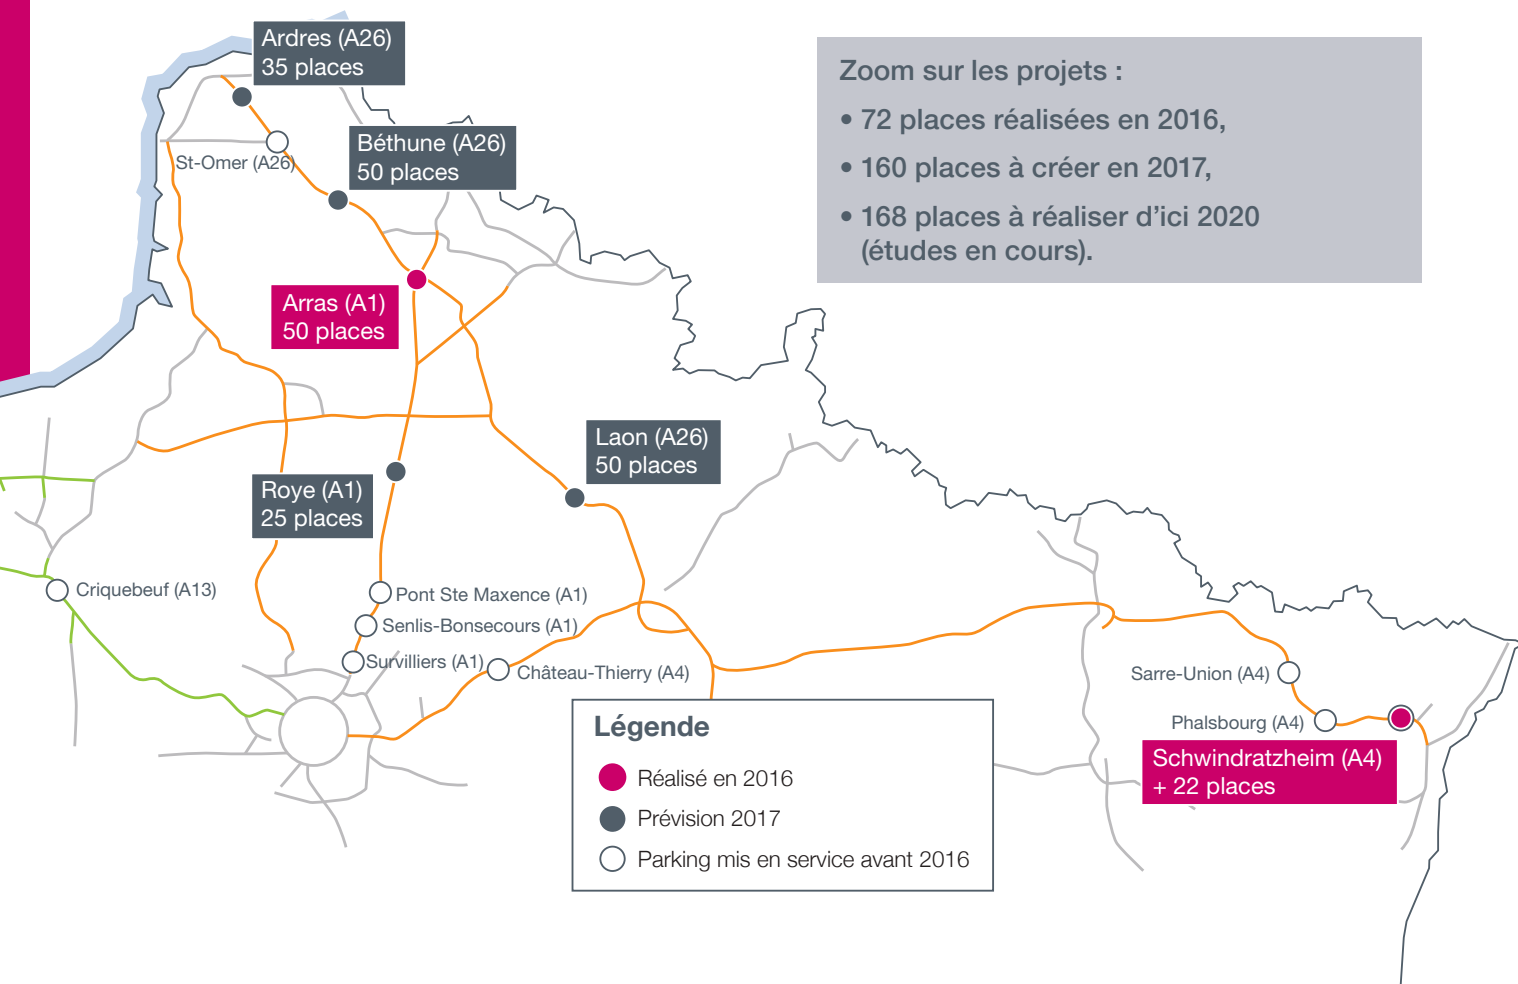 Ardres (A26)
35 places
St-Omer (A26)
Béthune (A26)
50 places
Zoom sur les projets :
• 72 places réalisées en 2016,
• 160 places à créer en 2017,
• 168 places à réaliser d’ici 2020
(études en cours).
Arras (A1)
50 places
Laon (A26)
50 places
Roye (A1)
25 places
Criquebeuf (A13)
Pont Ste Maxence (A1)
Senlis-Bonsecours (A1)
Survilliers (A1)
Château-Thierry (A4)
Sarre-Union (A4)
Phalsbourg (A4)
Schwindratzheim (A4)
+ 22 places
Légende
Réalisé en 2016
Prévision 2017
Parking mis en service avant 2016